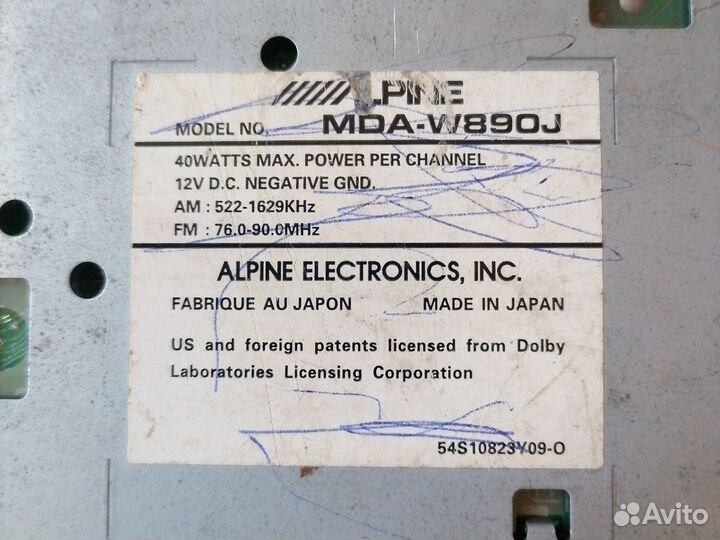 ALPINE
MODEL NO. MDA-W890J
40WATTS MAX. POWER PER CHANNEL
12V D.C. NEGATIVE GND.
AM : 522-1629KHz
FM : 76.0-90.0MHz
ALPINE ELECTRONICS, INC.
FABRIQUE AU JAPON MADE IN JAPAN
US and foreign patents licensed from Dolby
Laboratories Licensing Corporation
54S10823Y09-O
Avito